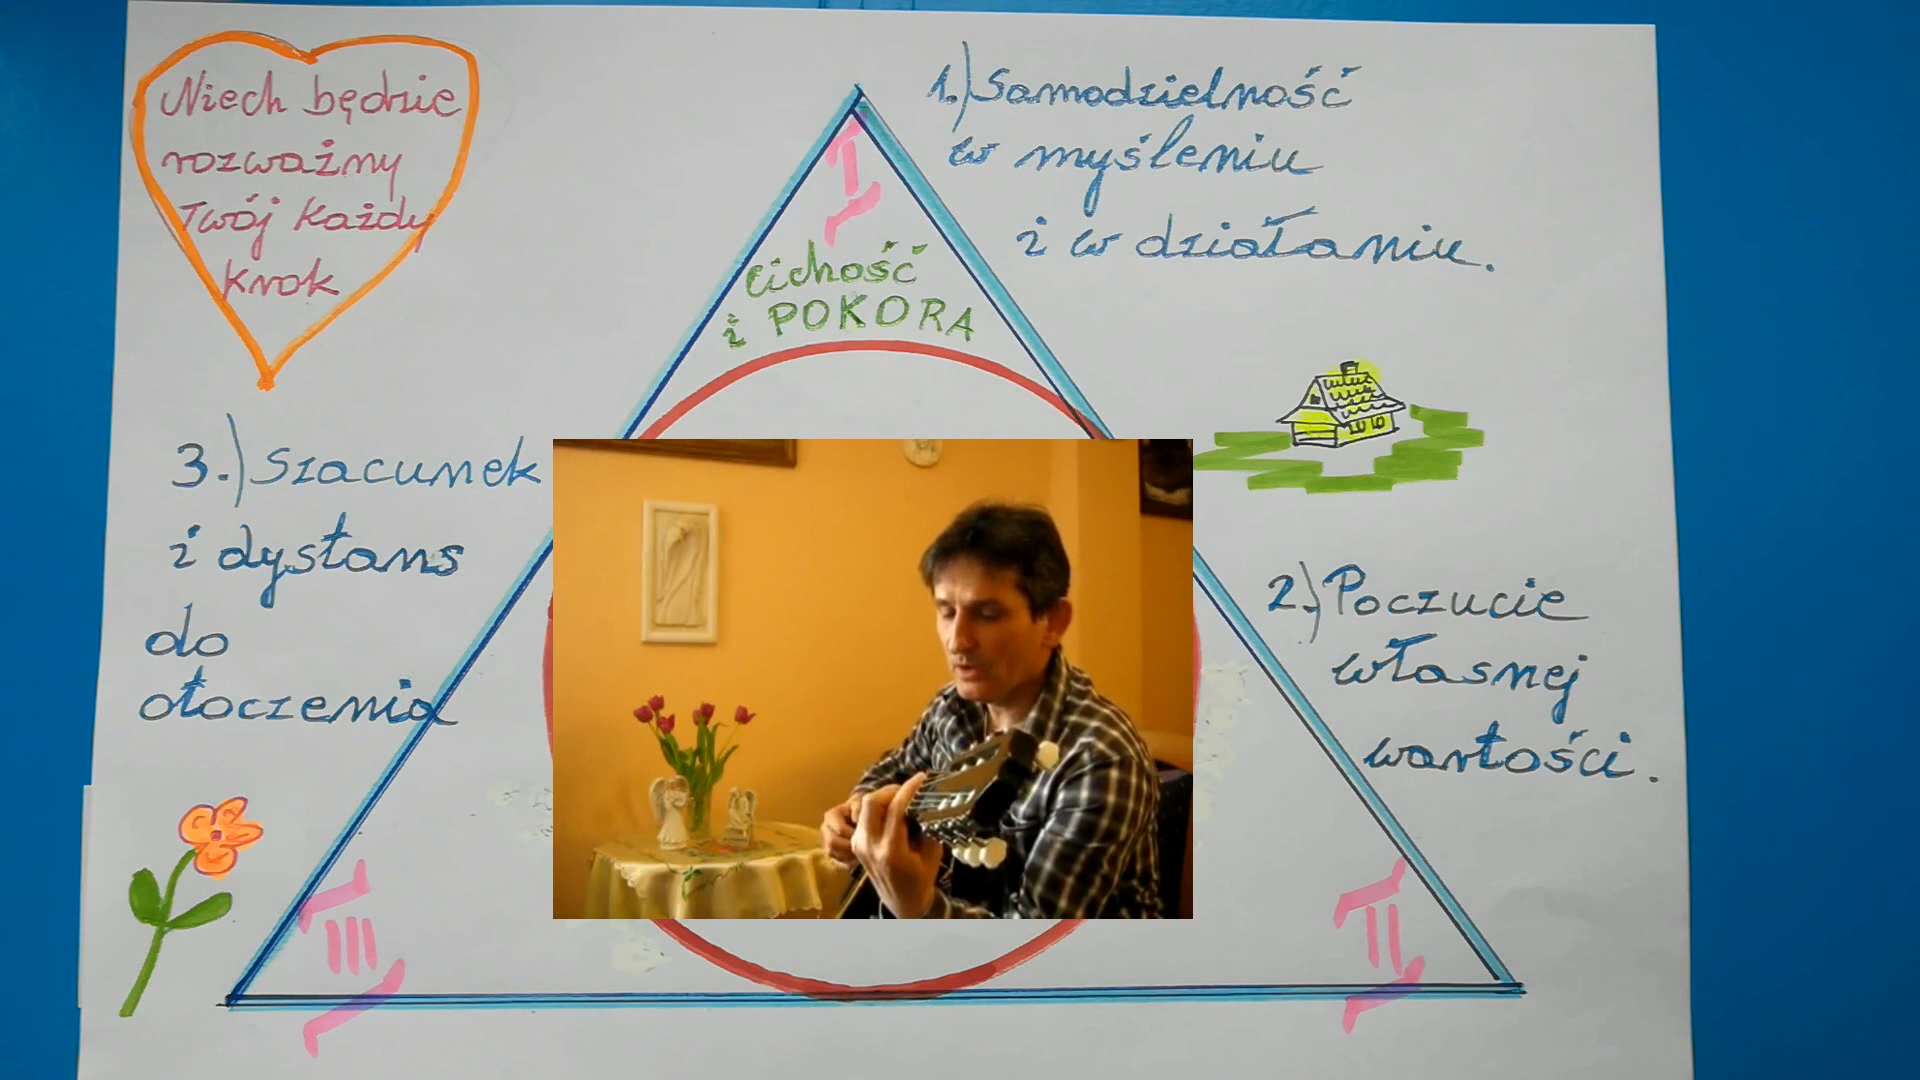 Niech będzie
rozważny
Twój Każdy
Krok
1.) Samodzielność
w myśleniu
i w działaniu.
I
cichość
i POKORA
2.) Poczucie
własnej
wartości.
II
3.) Szacunek
i dystans
do
otoczenia
III